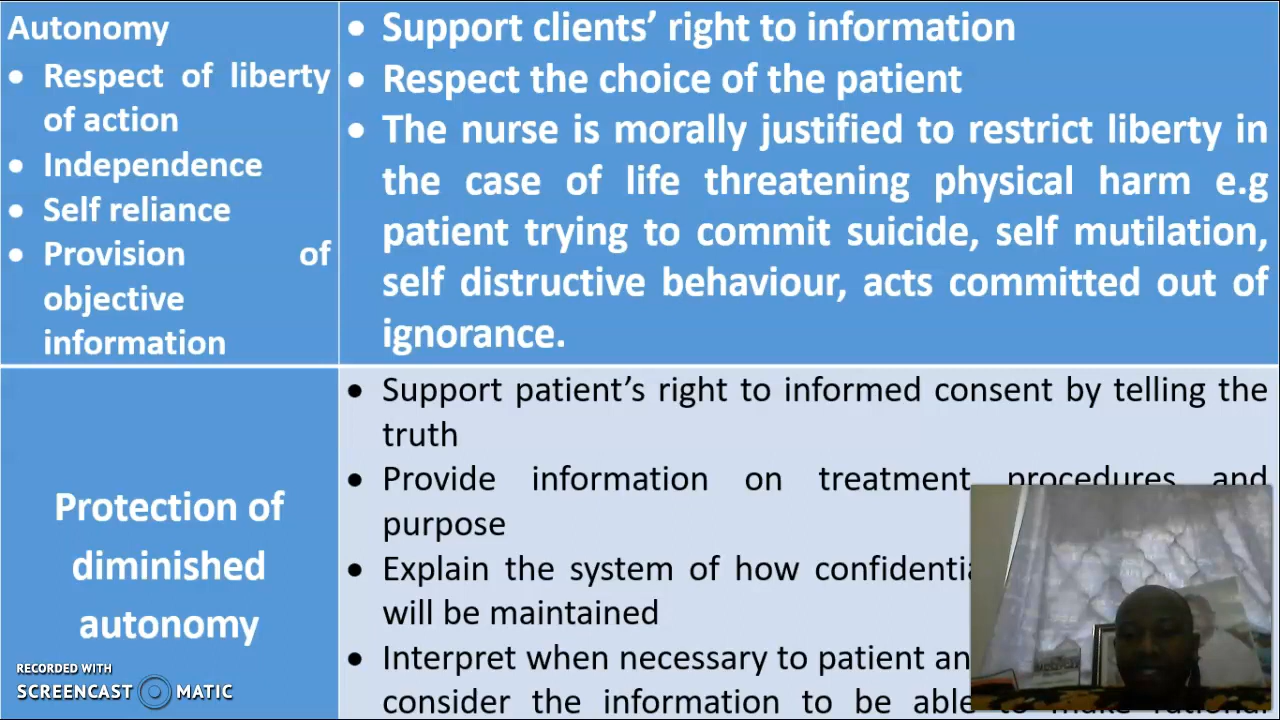 Autonomy
• Respect of liberty
of action
• Independence
• Self reliance
• Provision of
objective
information
• Support clients’ right to information
• Respect the choice of the patient
• The nurse is morally justified to restrict liberty in
the case of life threatening physical harm e.g
patient trying to commit suicide, self mutilation,
self distructive behaviour, acts committed out of
ignorance.
Protection of
diminished
autonomy
• Support patient’s right to informed consent by telling the
truth
• Provide information on treatment procedures and
purpose
• Explain the system of how
will be maintained
• Interpret when necessary to patient
consider the information to be able to make rational
RECORDED WITH
SCREENCAST MATIC